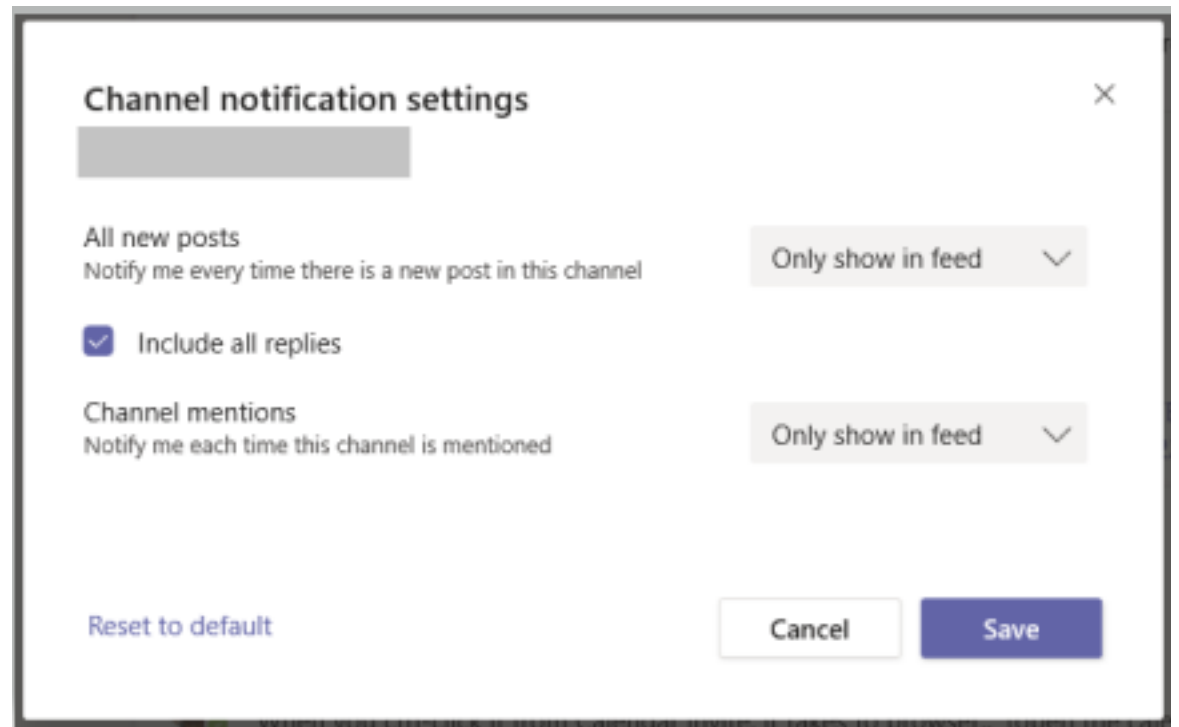 Channel notification settings
All new posts
Notify me every time there is a new post in this channel
Only show in feed
Include all replies
Channel mentions
Notify me each time this channel is mentioned
Only show in feed
Reset to default
Cancel
Save